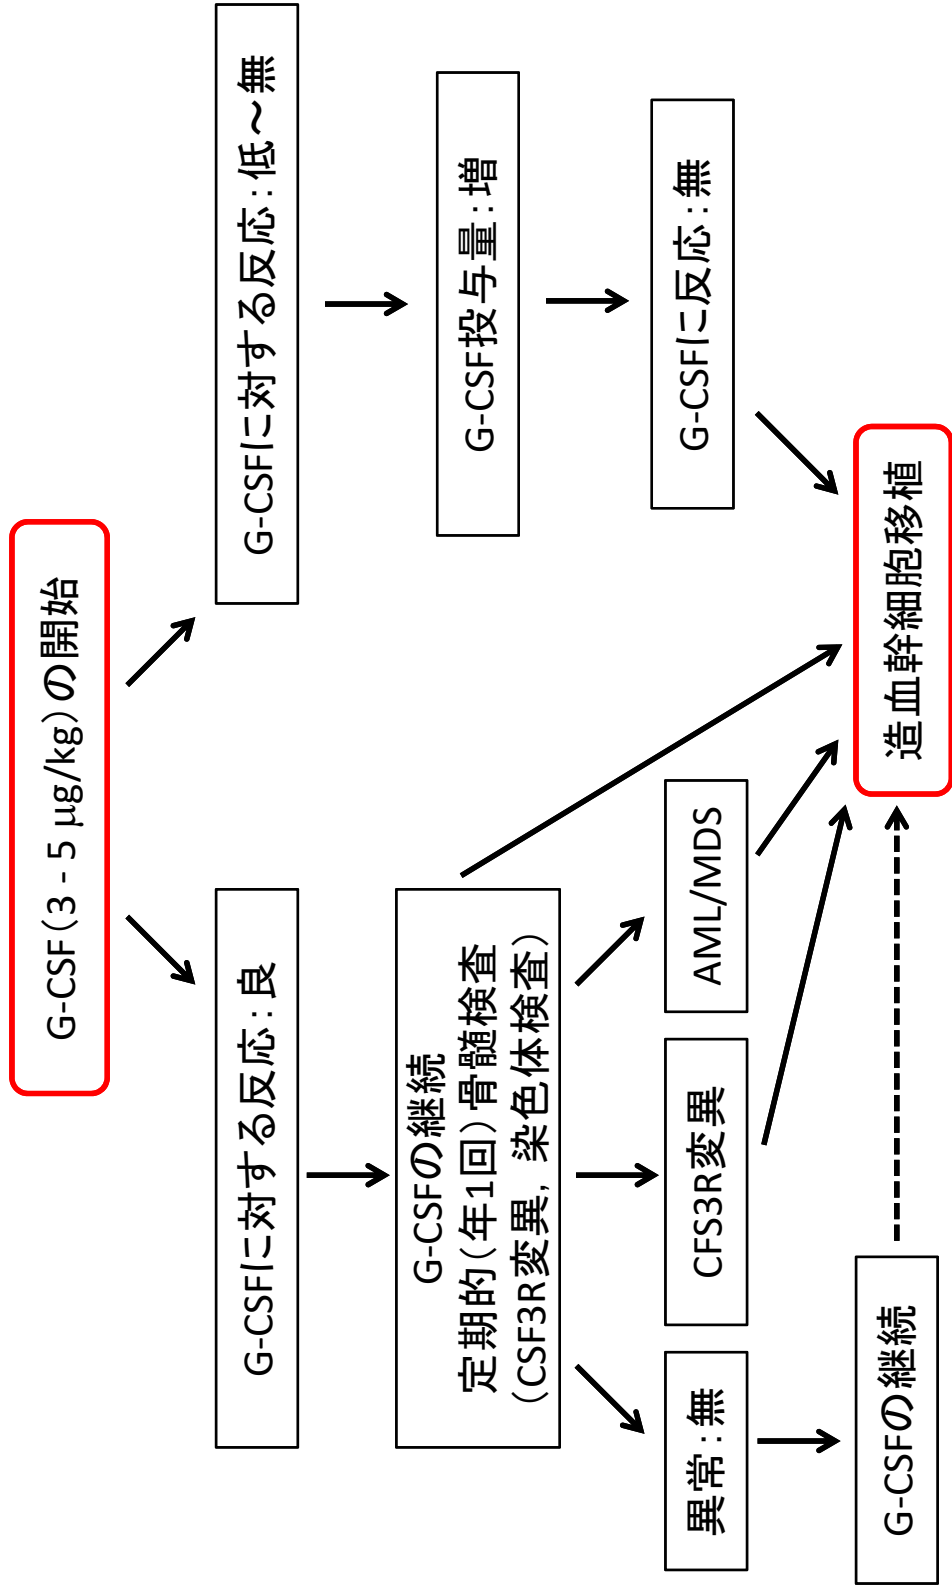 G-CSF（3 - 5 μg/kg）の開始
G-CSFに対する反応：良
G-CSFに対する反応：低～無
G-CSFの継続
定期的（年1回）骨髄検査
（CSF3R変異，染色体検査）
G-CSF投与量：増
異常：無
CFS3R変異
AML/MDS
G-CSFに反応：無
G-CSFの継続
造血幹細胞移植